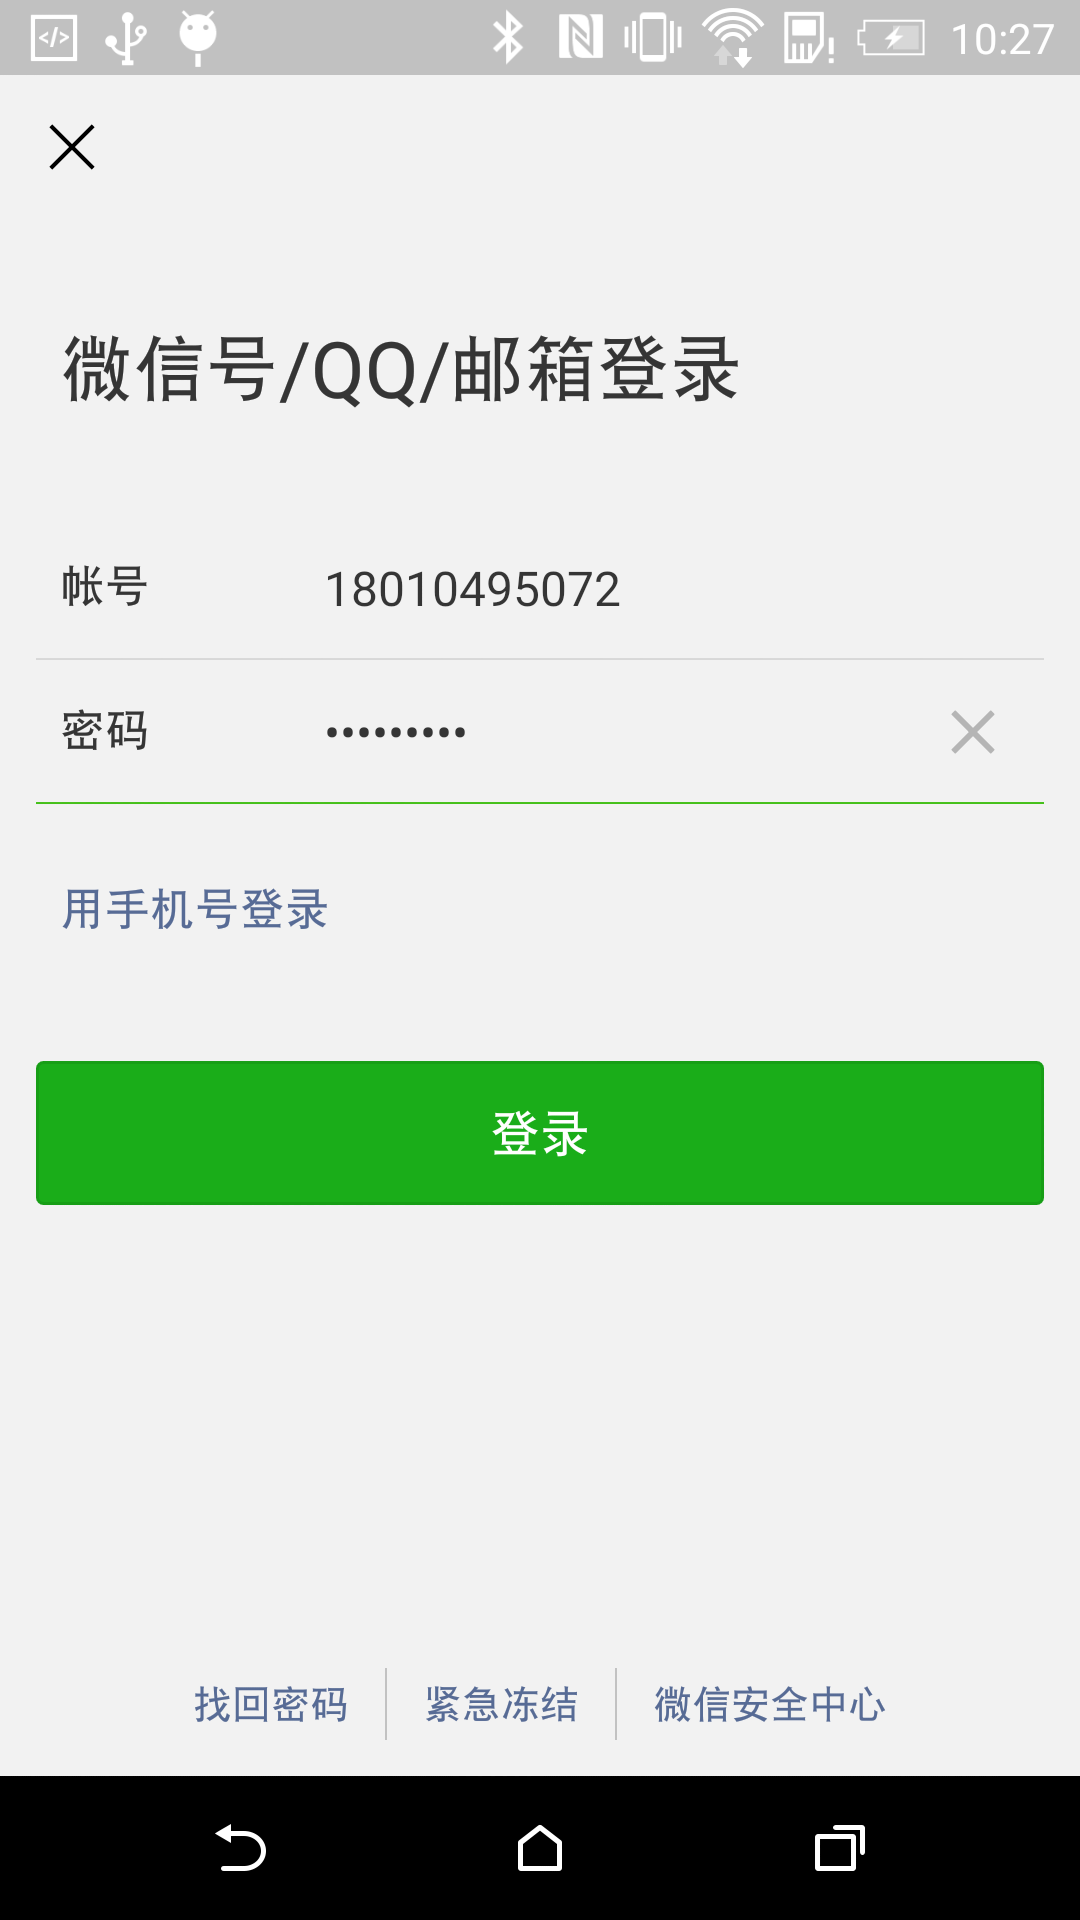 10:27
微信号/QQ/邮箱登录
帐号 18010495072
密码 •••••••••
用手机号登录
登录
找回密码 紧急冻结 微信安全中心